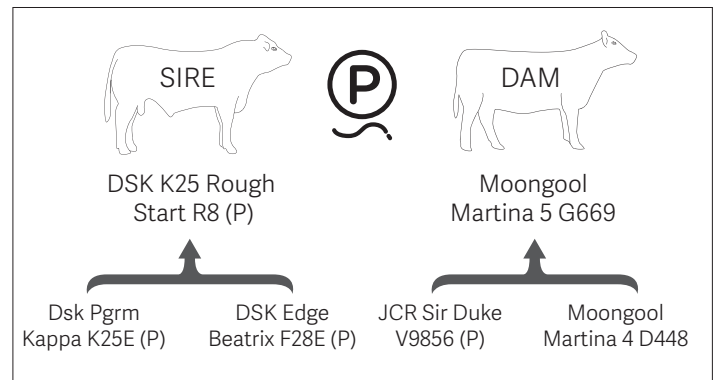 SIRE
P
DAM
DSK K25 Rough
Start R8 (P)
Moongool
Martina 5 G669
Dsk Pgrm
Kappa K25E (P)
DSK Edge
Beatrix F28E (P)
JCR Sir Duke
V9856 (P)
Moongool
Martina 4 D448